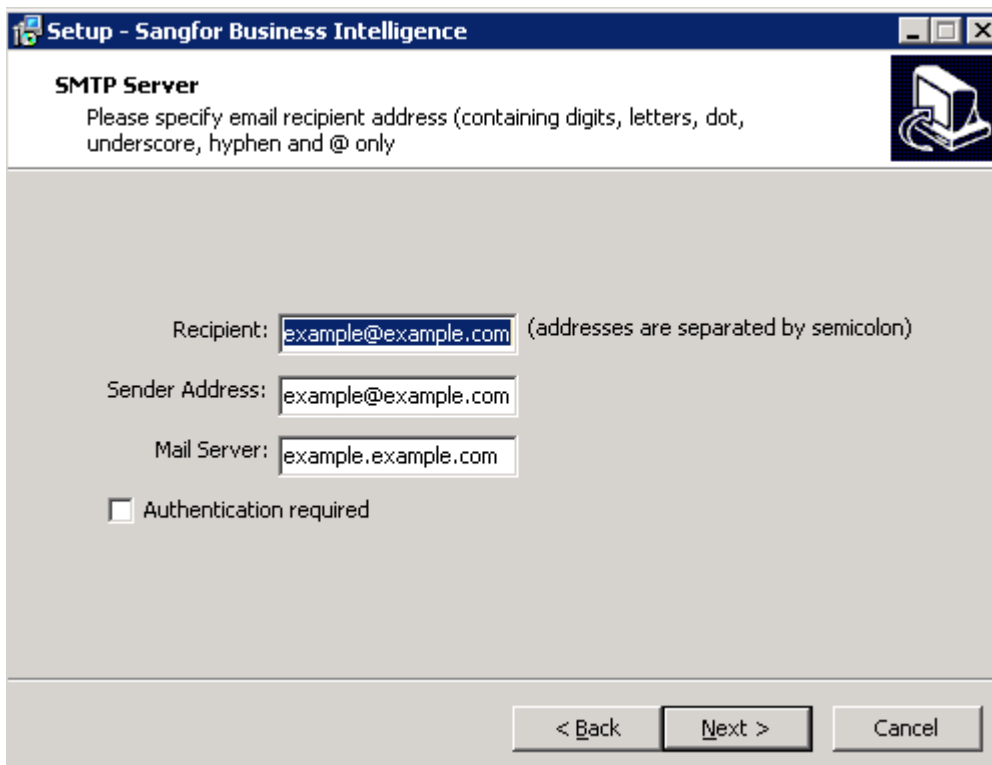 Setup - Sangfor Business Intelligence
SMTP Server
Please specify email recipient address (containing digits, letters, dot,
underscore, hyphen and @ only
Recipient: example@example.com (addresses are separated by semicolon)
Sender Address: example@example.com
Mail Server: example.example.com
Authentication required
< Back Next > Cancel